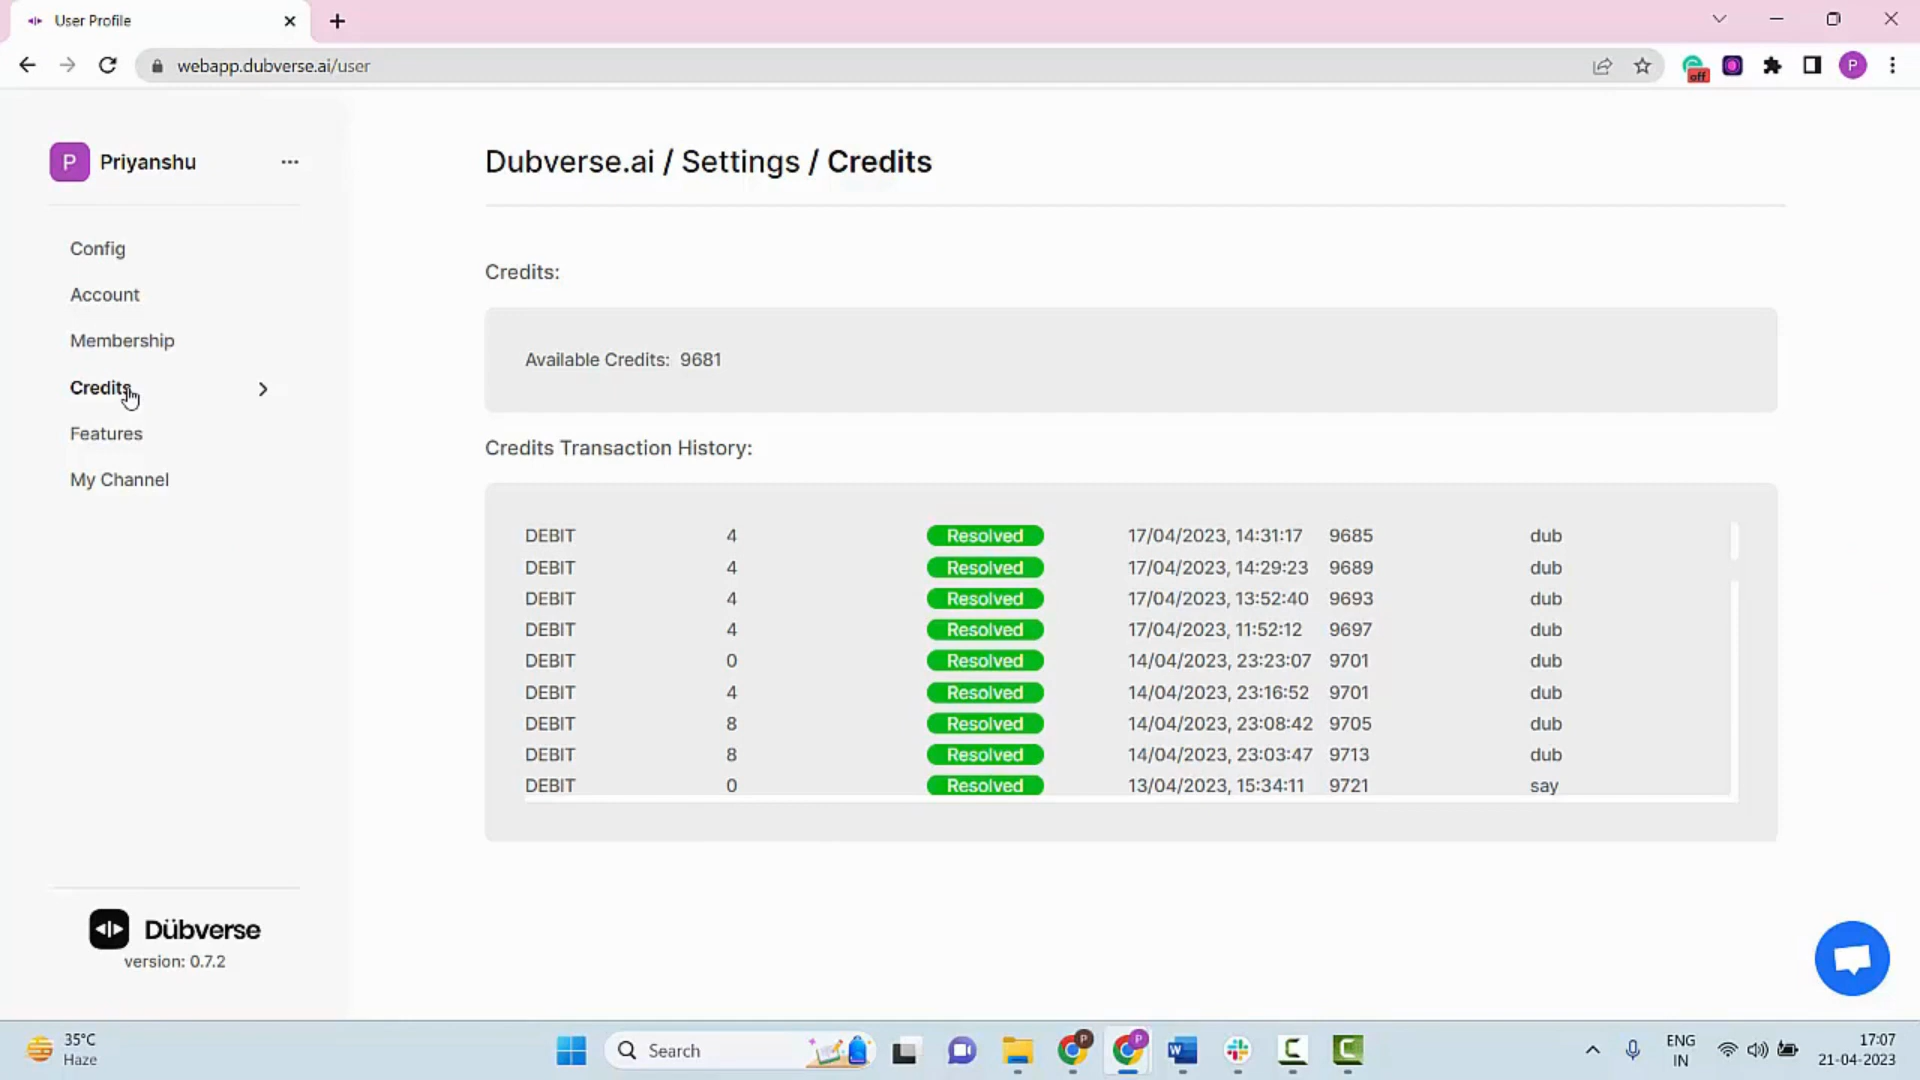 User Profile
webapp.dubverse.ai/user
off
P
P
Priyanshu
Config
Account
Membership
Credits
Features
My Channel
Dübverse
version: 0.7.2
Dubverse.ai / Settings / Credits
Credits:
Available Credits: 9681
Credits Transaction History:
DEBIT 4 Resolved 17/04/2023, 14:31:17 9685 dub
DEBIT 4 Resolved 17/04/2023, 14:29:23 9689 dub
DEBIT 4 Resolved 17/04/2023, 13:52:40 9693 dub
DEBIT 4 Resolved 17/04/2023, 11:52:12 9697 dub
DEBIT 0 Resolved 14/04/2023, 23:23:07 9701 dub
DEBIT 4 Resolved 14/04/2023, 23:16:52 9701 dub
DEBIT 8 Resolved 14/04/2023, 23:08:42 9705 dub
DEBIT 8 Resolved 14/04/2023, 23:03:47 9713 dub
DEBIT 0 Resolved 13/04/2023, 15:34:11 9721 say
35°C
Haze
Search
P
P
W
C
C
ENG
IN
17:07
21-04-2023